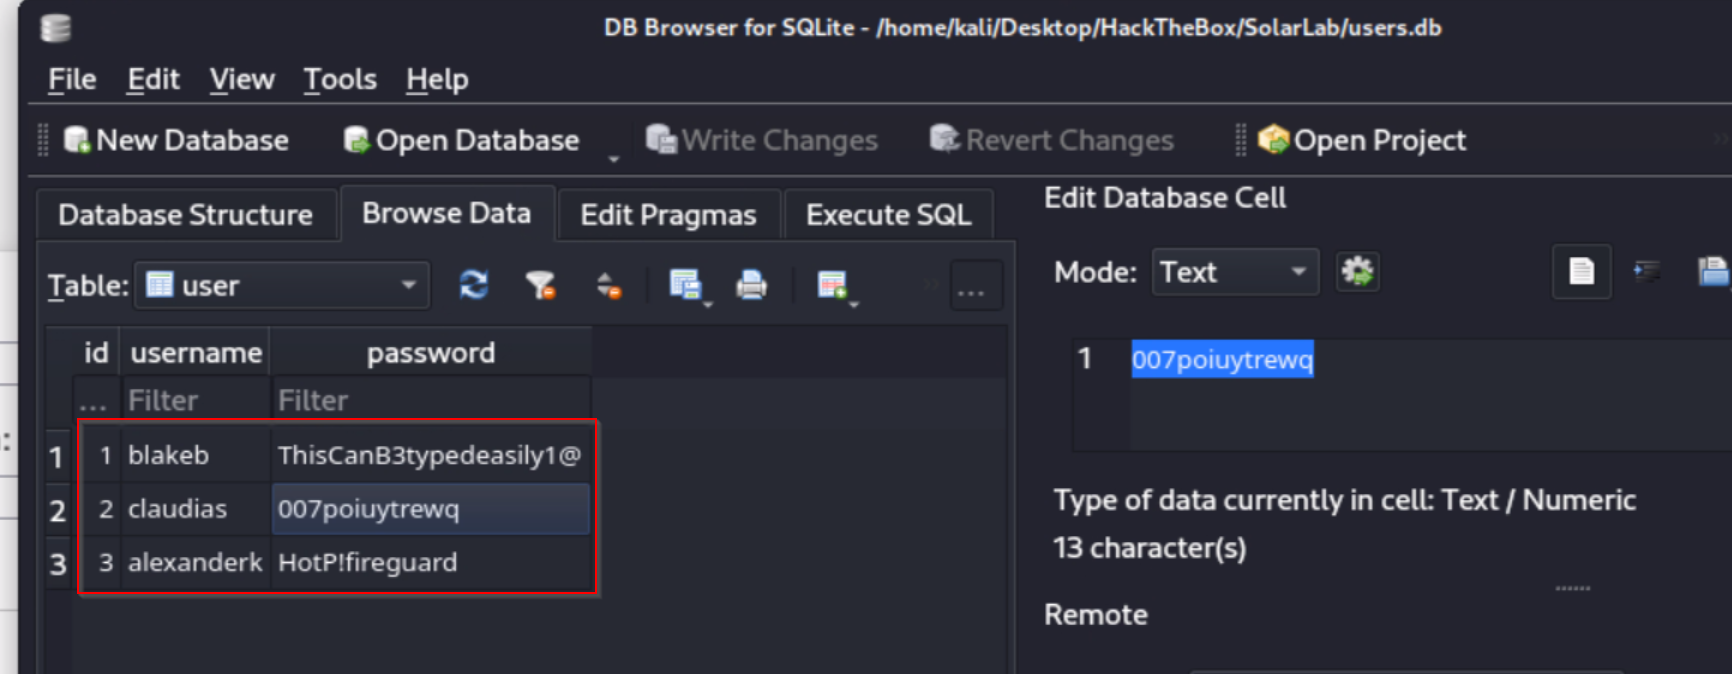 DB Browser for SQLite - /home/kali/Desktop/HackTheBox/SolarLab/users.db
File Edit View Tools Help
New Database Open Database Write Changes Revert Changes Open Project
Database Structure Browse Data Edit Pragmas Execute SQL
Table: user ...
id username password
... Filter Filter
1 1 blakeb ThisCanB3typedeasily1@
2 2 claudias 007poiuytrewq
3 3 alexanderk HotP!fireguard
Edit Database Cell
Mode: Text
1 007poiuytrewq
Type of data currently in cell: Text / Numeric
13 character(s)
Remote